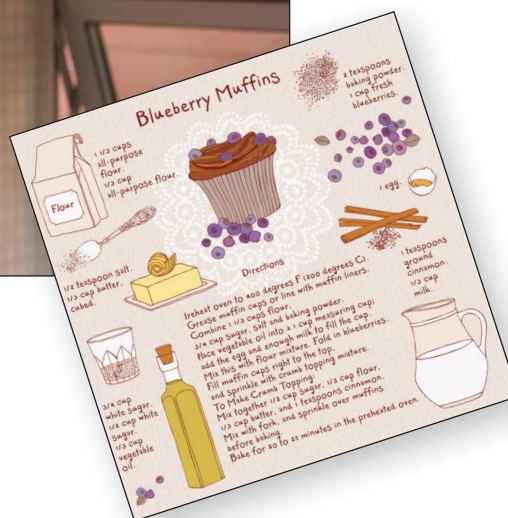 Blueberry Muffins
1 1/2 cups
all-purpose
flour.
1/3 cup
all-purpose flour.
Flour
2 teaspoons
baking powder.
1 cup fresh
blueberries.
1 egg.
1/2 teaspoon salt.
1/2 cup butter,
cubed.
1 teaspoons
ground
cinnamon.
1/3 cup
milk.
3/4 cup
white sugar.
1/2 cup white
sugar.
1/3 cup
vegetable
oil.
Directions
Preheat oven to 400 degrees F (200 degrees C).
Grease muffin cups or line with muffin liners.
Combine 1 1/2 cups flour,
3/4 cup sugar, salt and baking powder.
Place vegetable oil into a 1 cup measuring cup;
add the egg and enough milk to fill the cup.
Mix this with flour mixture. Fold in blueberries.
Fill muffin cups right to the top,
and sprinkle with crumb topping mixture.
To Make Crumb Topping:
Mix together 1/2 cup sugar, 1/3 cup flour,
1/2 cup butter, and 1 teaspoons cinnamon.
Mix with fork, and sprinkle over muffins
before baking.
Bake for 20 to 25 minutes in the preheated oven.